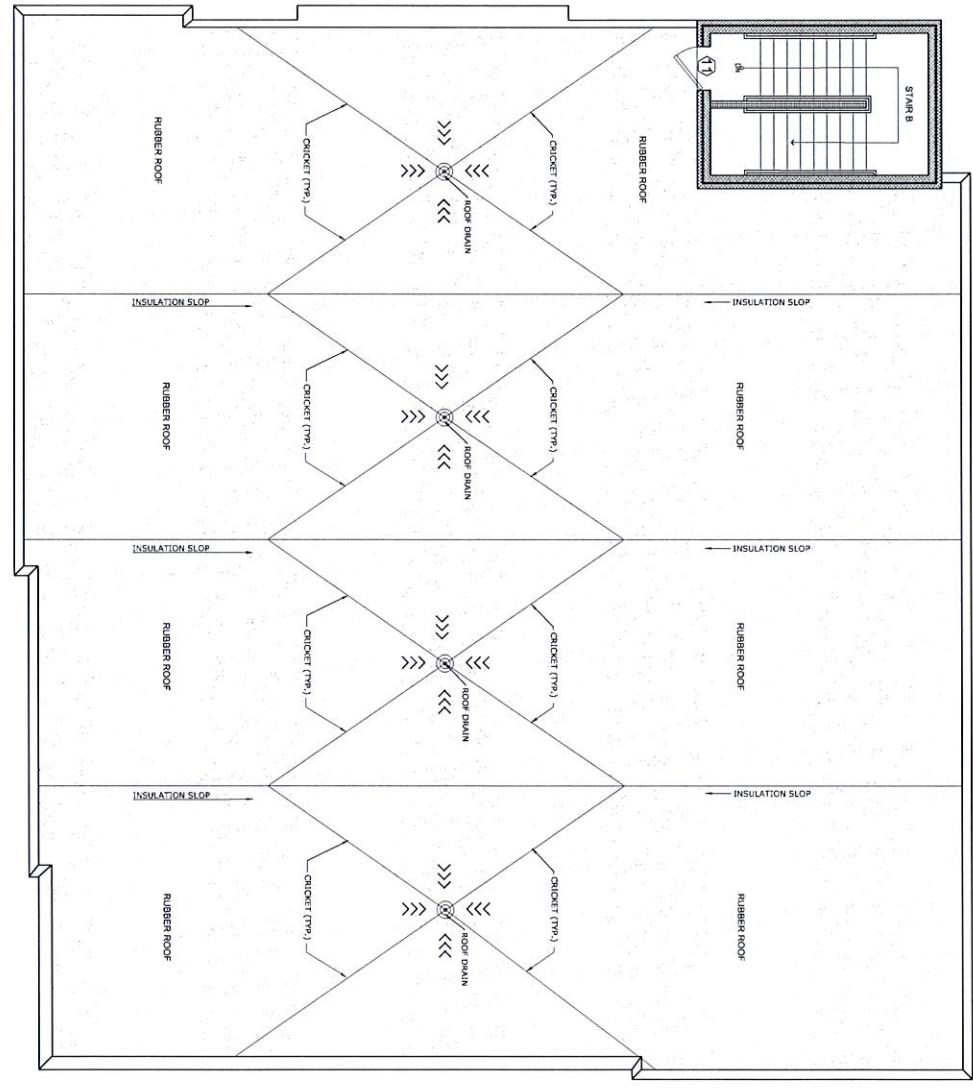 STAIR B
11
DN
RUBBER ROOF
RUBBER ROOF
CRICKET (TYP.)
CRICKET (TYP.)
ROOF DRAIN
INSULATION SLOP
INSULATION SLOP
RUBBER ROOF
RUBBER ROOF
CRICKET (TYP.)
CRICKET (TYP.)
ROOF DRAIN
INSULATION SLOP
INSULATION SLOP
RUBBER ROOF
RUBBER ROOF
CRICKET (TYP.)
CRICKET (TYP.)
ROOF DRAIN
INSULATION SLOP
INSULATION SLOP
RUBBER ROOF
RUBBER ROOF
CRICKET (TYP.)
CRICKET (TYP.)
ROOF DRAIN